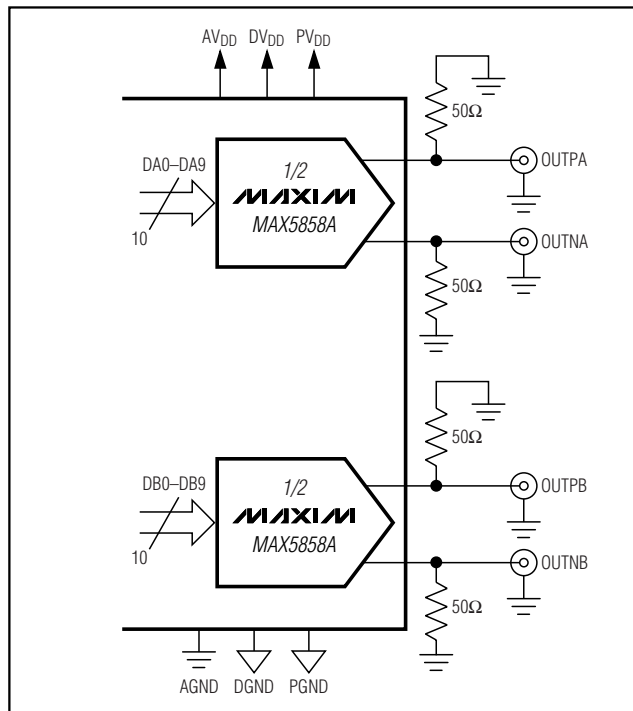 AVDD DVDD PVDD
50Ω
DA0–DA9
1/2
MAXIM
MAX5858A
10
OUTPA
OUTNA
50Ω
50Ω
DB0–DB9
1/2
MAXIM
MAX5858A
10
OUTPB
OUTNB
50Ω
AGND DGND PGND